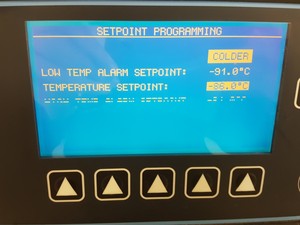 SETPOINT PROGRAMMING
COLDER
LOW TEMP ALARM SETPOINT: -91.0°C
TEMPERATURE SETPOINT: -86.0°C